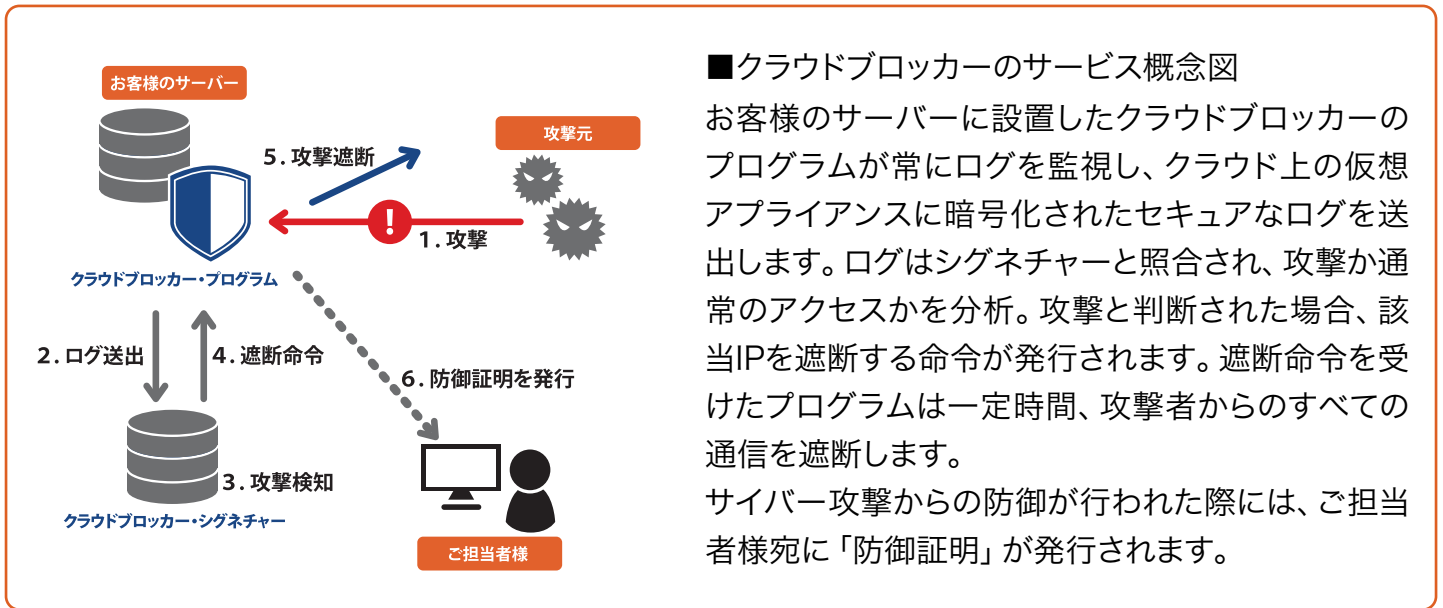 お客様のサーバー
攻撃元
5. 攻撃遮断
!
1. 攻撃
クラウドブロッカー・プログラム
2. ログ送出
4. 遮断命令
6. 防御証明を発行
3. 攻撃検知
クラウドブロッカー・シグネチャー
ご担当者様
■クラウドブロッカーのサービス概念図
お客様のサーバーに設置したクラウドブロッカーの
プログラムが常にログを監視し、クラウド上の仮想
アプライアンスに暗号化されたセキュアなログを送
出します。ログはシグネチャーと照合され、攻撃か通
常のアクセスかを分析。攻撃と判断された場合、該
当IPを遮断する命令が発行されます。遮断命令を受
けたプログラムは一定時間、攻撃者からのすべての
通信を遮断します。
サイバー攻撃からの防御が行われた際には、ご担当
者様宛に「防御証明」が発行されます。